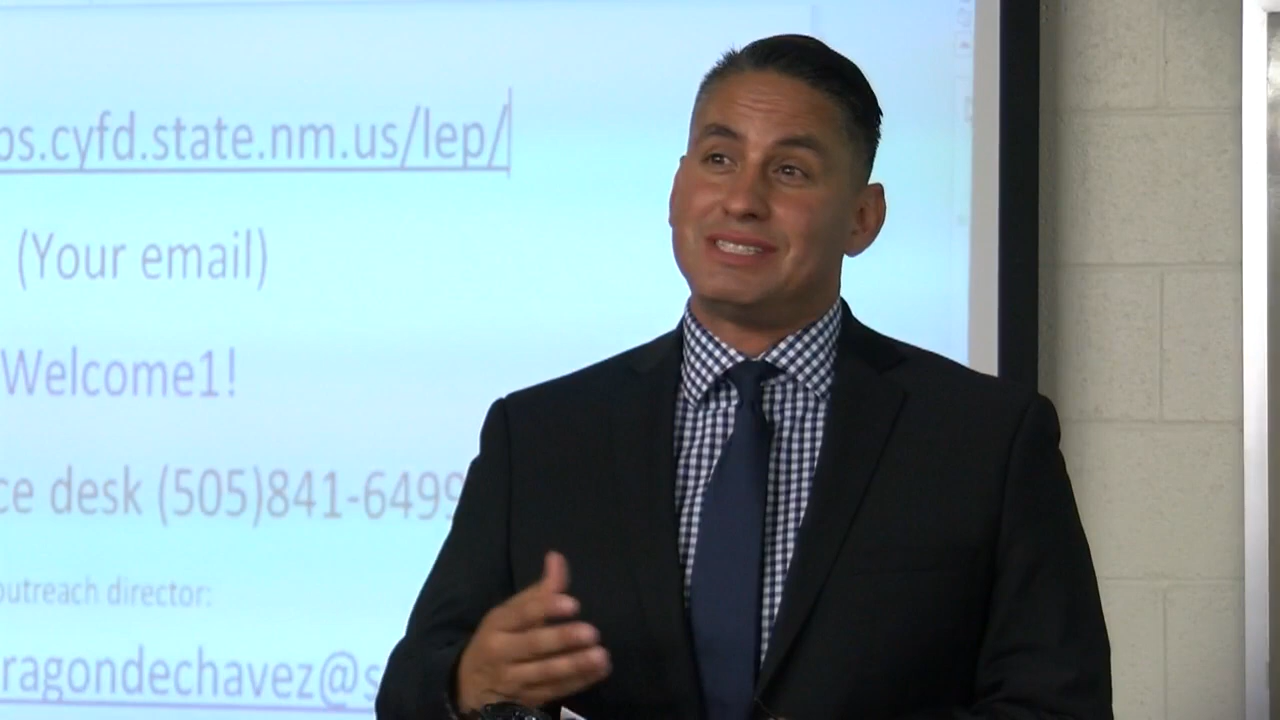 ps.cyfd.state.nm.us/lep/
(Your email)
Welcome1!
ce desk (505)841-6499
outreach director:
ragondechavez@s